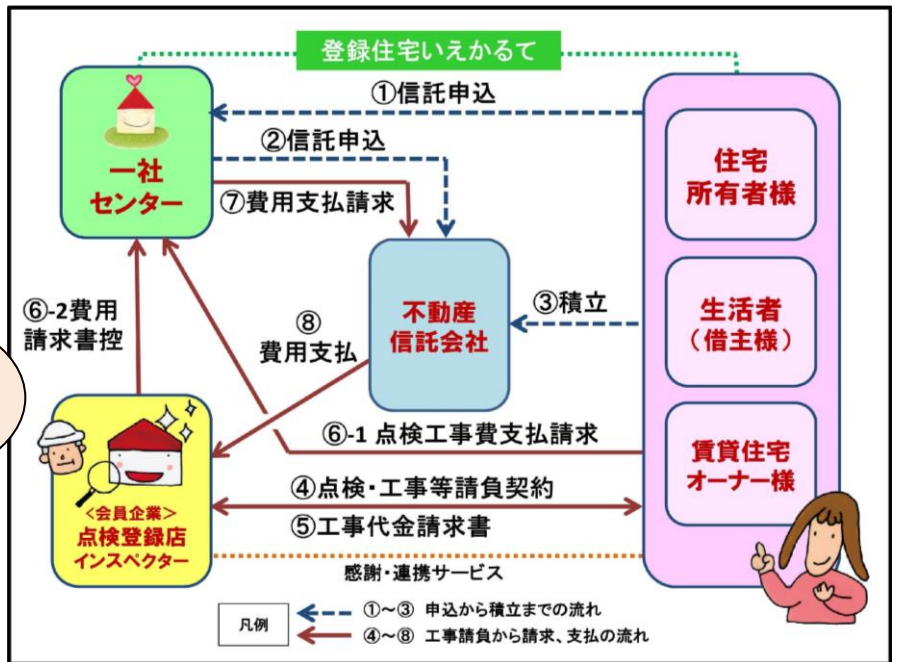 登録住宅いえかるて
①信託申込
②信託申込
一社
センター
⑦費用支払請求
住宅
所有者様
⑥-2費用
請求書控
⑧
費用支払
不動産
信託会社
③積立
生活者
（借主様）
⑥-1 点検工事費支払請求
賃貸住宅
オーナー様
④点検・工事等請負契約
⑤工事代金請求書
＜会員企業＞
点検登録店
インスペクター
感謝・連携サービス
凡例
①～③ 申込から積立までの流れ
④～⑧ 工事請負から請求、支払の流れ